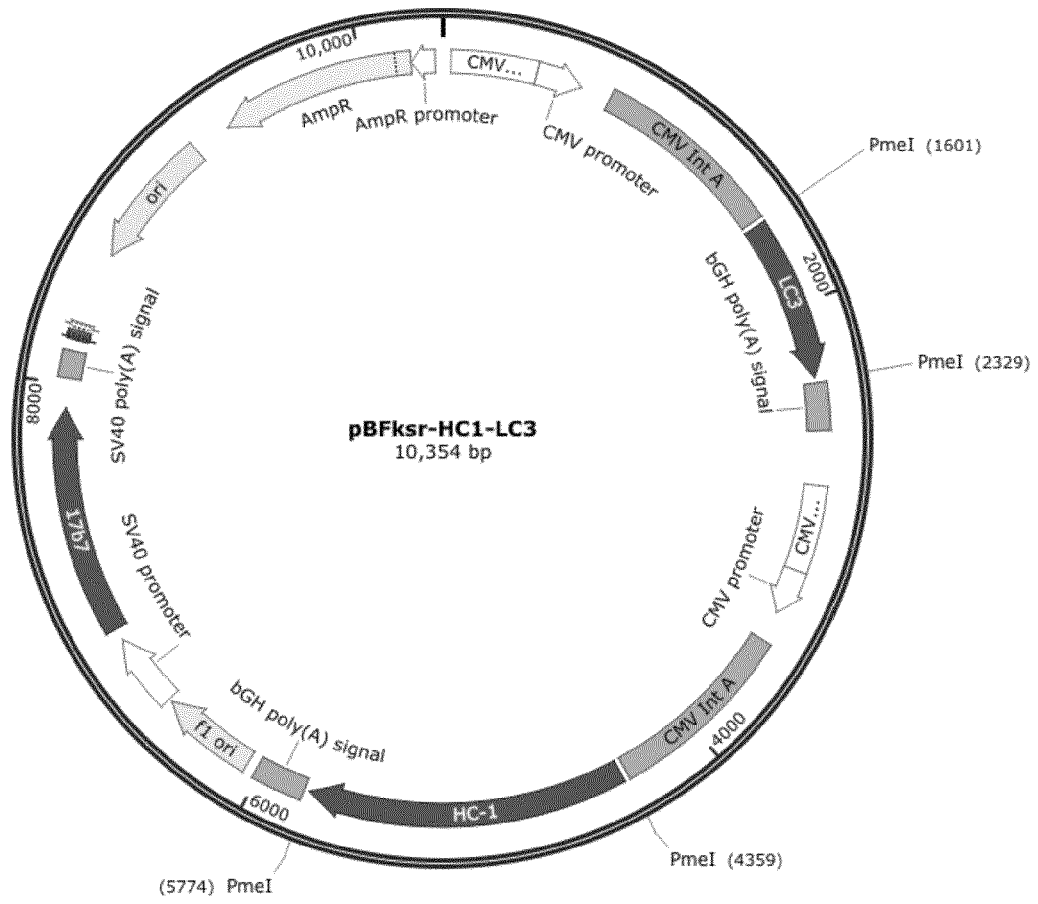 10,000
CMV...
AmpR
AmpR promoter
CMV promoter
CMV Int A
PmeI (1601)
ori
2000
LC3
bGH poly(A) signal
PmeI (2329)
SV40 poly(A) signal
8000
pBFksr-HC1-LC3
10,354 bp
CMV...
CMV promoter
17b7
SV40 promoter
CMV Int A
4000
bGH poly(A) signal
f1 ori
6000
HC-1
PmeI (4359)
(5774) PmeI